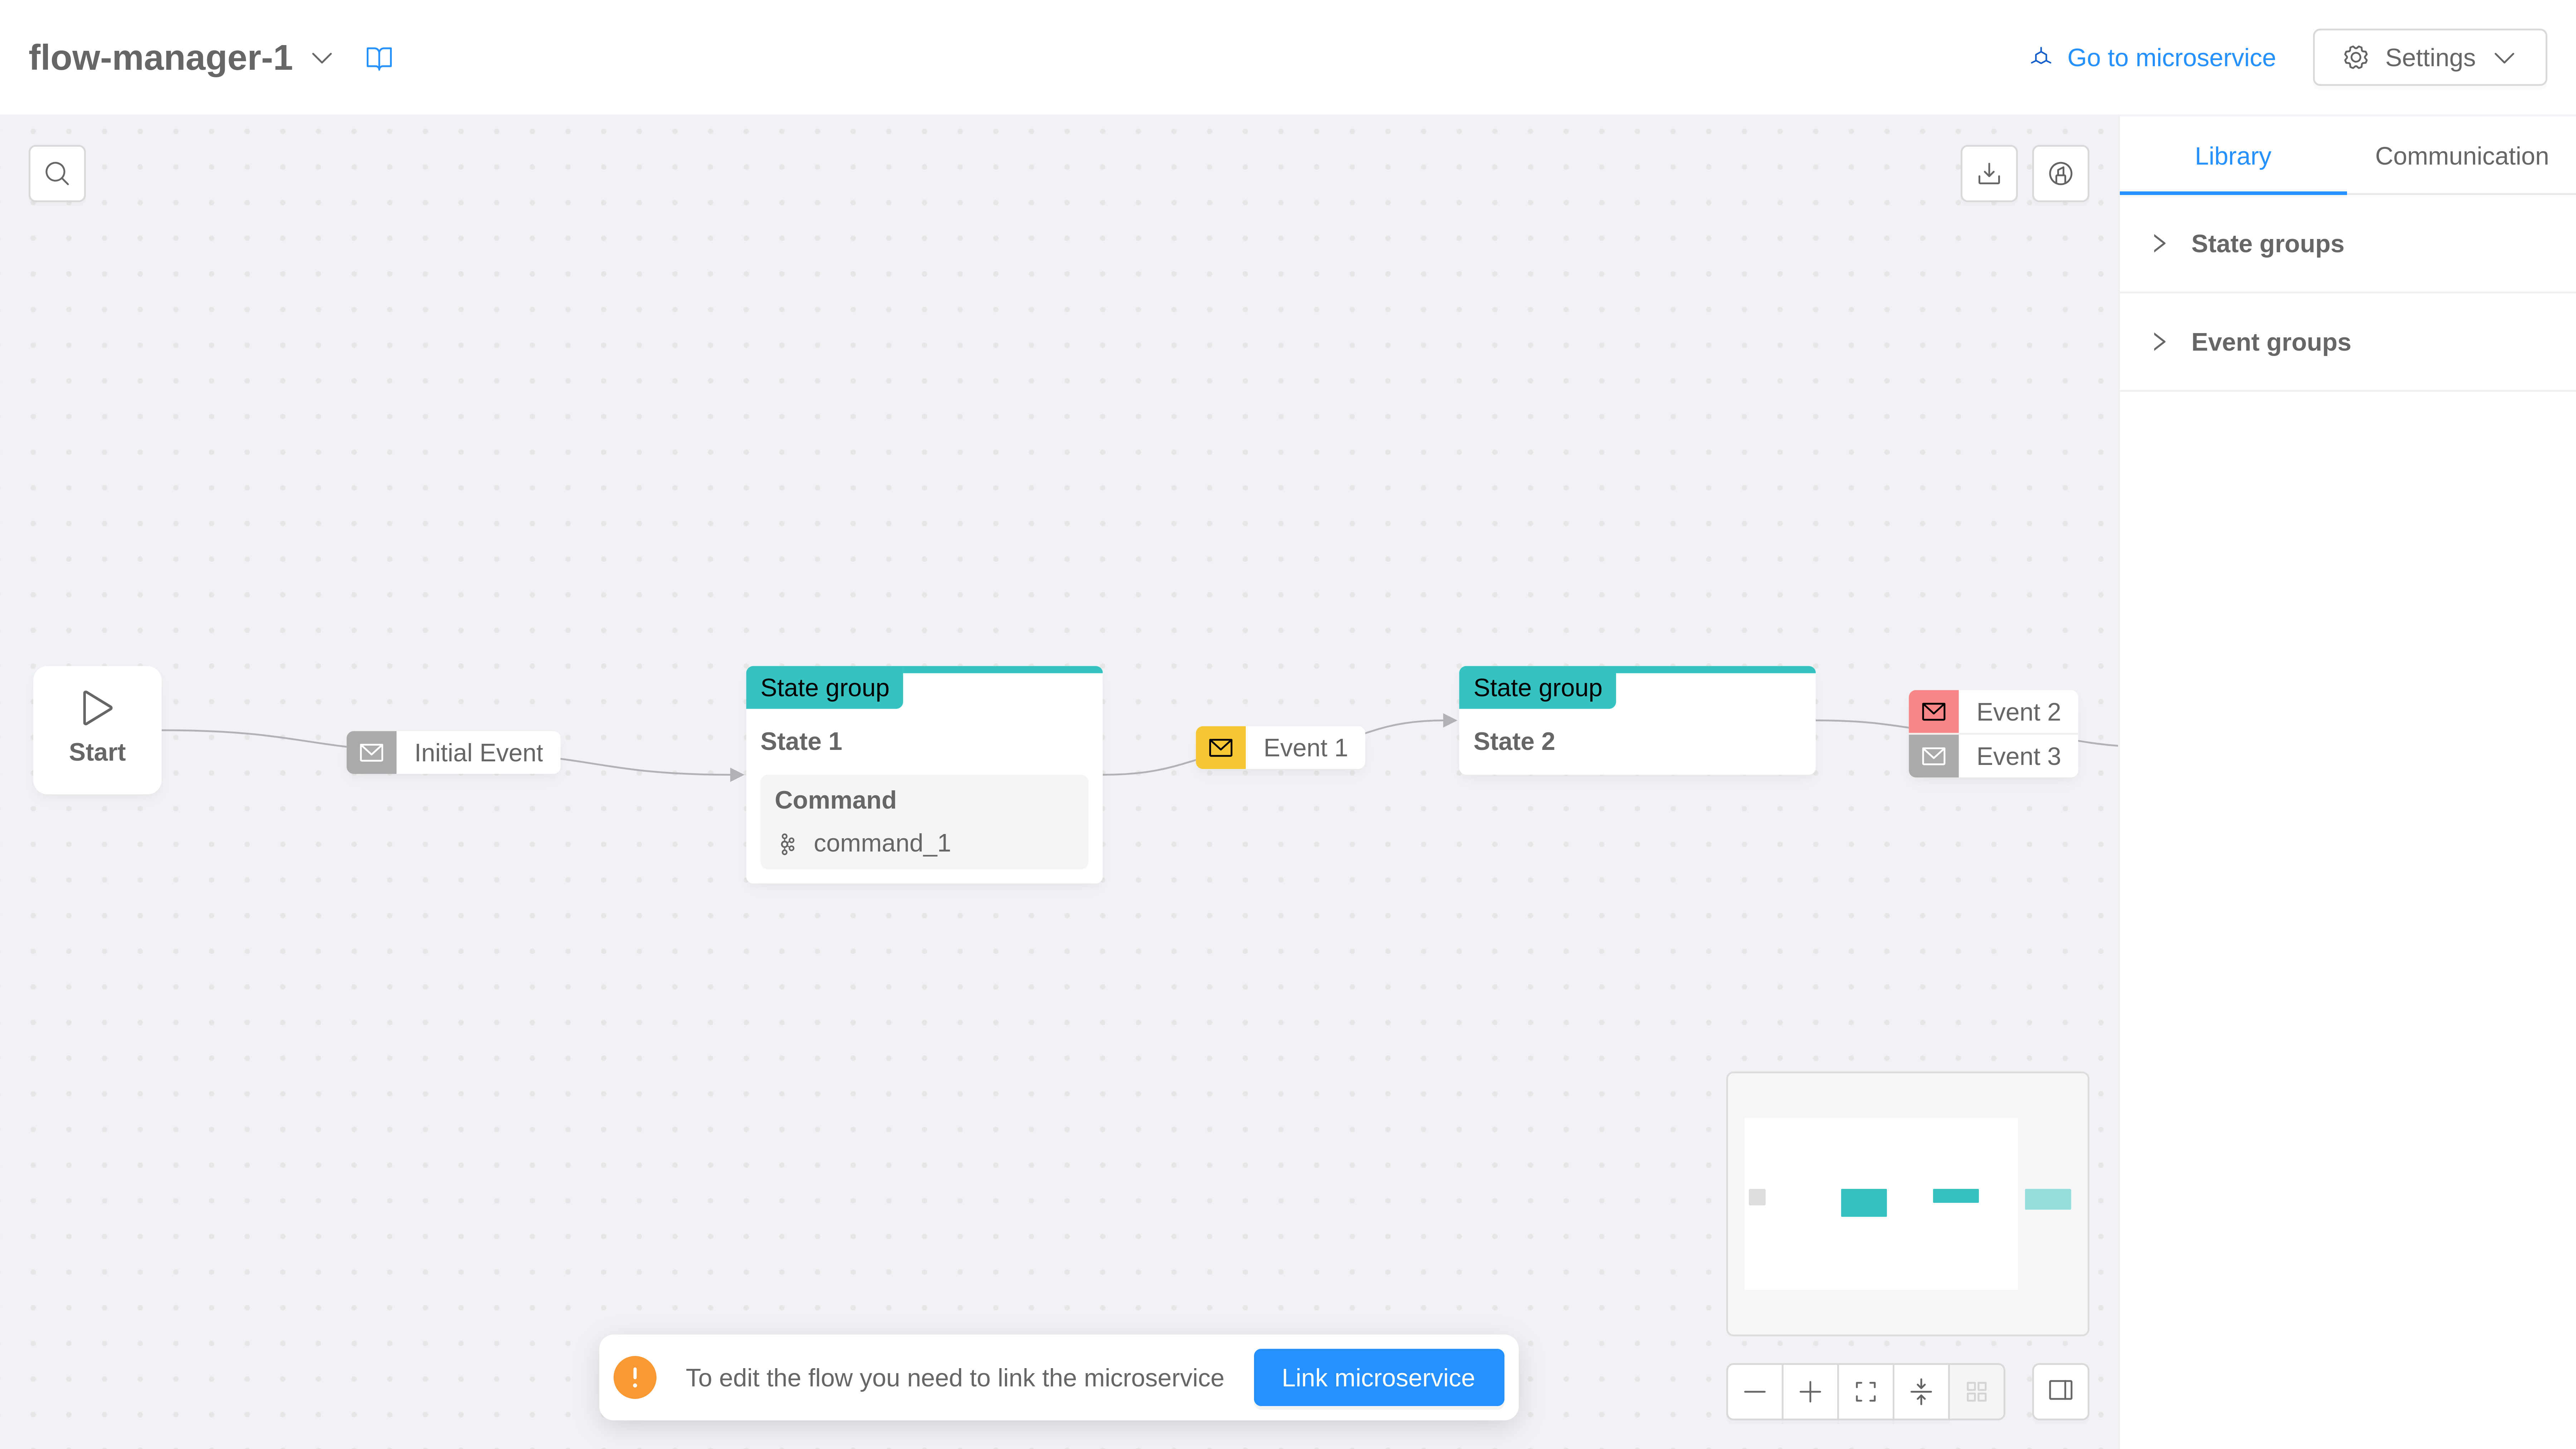 flow-manager-1
Go to microservice
Settings
Library
Communication
State groups
Event groups
Start
Initial Event
State group
State 1
Command
command_1
Event 1
State group
State 2
Event 2
Event 3
To edit the flow you need to link the microservice
Link microservice